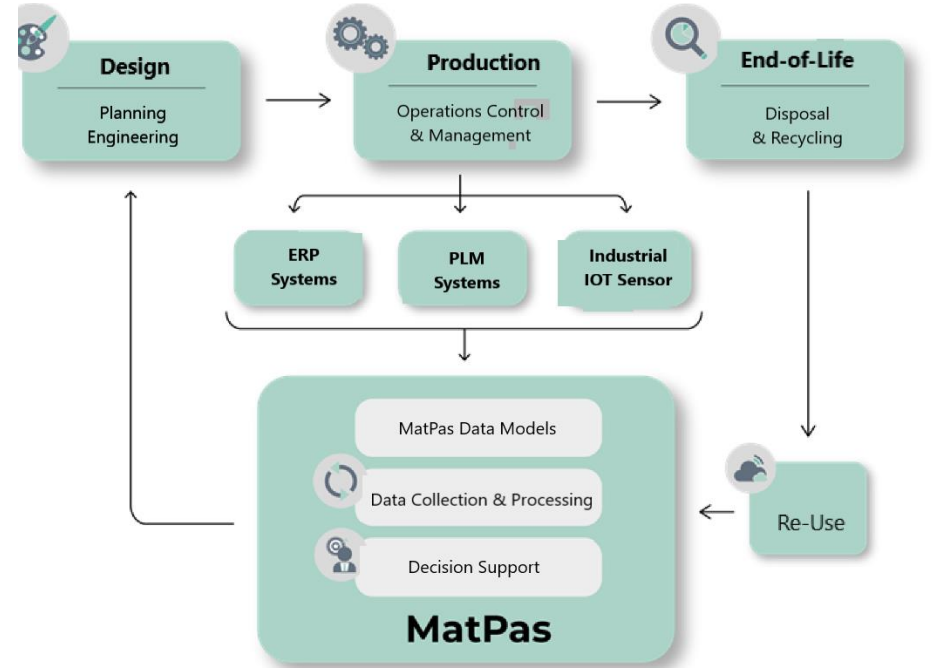 Design
Planning
Engineering
Production
Operations Control
& Management
End-of-Life
Disposal
& Recycling
ERP
Systems
PLM
Systems
Industrial
IOT Sensor
MatPas Data Models
Data Collection & Processing
Decision Support
MatPas
Re-Use